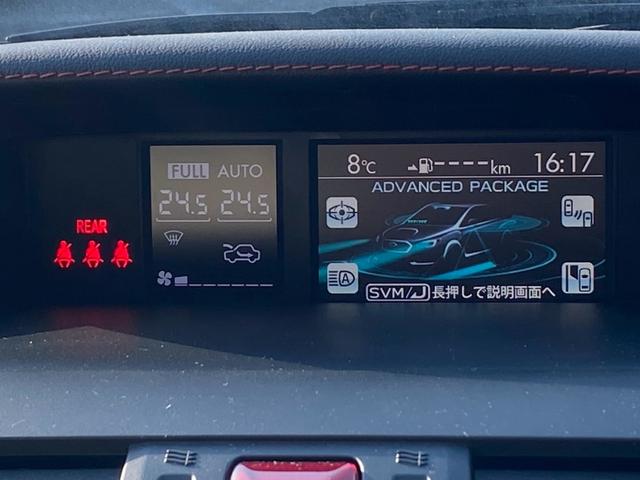 REAR
FULL AUTO
24.5 24.5
8℃ ----km 16:17
ADVANCED PACKAGE
SVM/ 長押しで説明画面へ